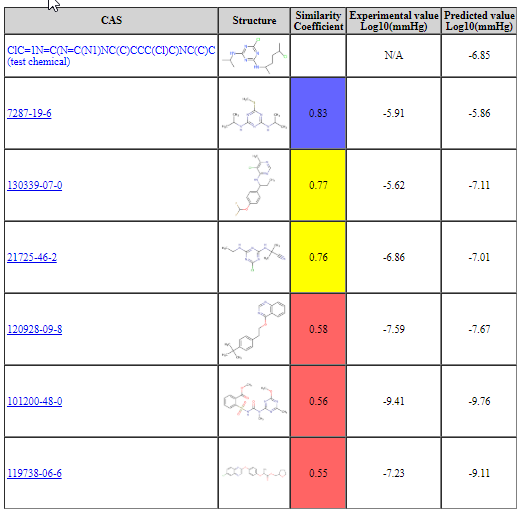 CAS Structure Similarity Coefficient Experimental value Log10(mmHg) Predicted value Log10(mmHg)
ClC=1N=C(N=C(N1)NC(C)CCC(Cl)C)NC(C)C
(test chemical) N/A -6.85
7287-19-6 0.83 -5.91 -5.86
130339-07-0 0.77 -5.62 -7.11
21725-46-2 0.76 -6.86 -7.01
120928-09-8 0.58 -7.59 -7.67
101200-48-0 0.56 -9.41 -9.76
119738-06-6 0.55 -7.23 -9.11